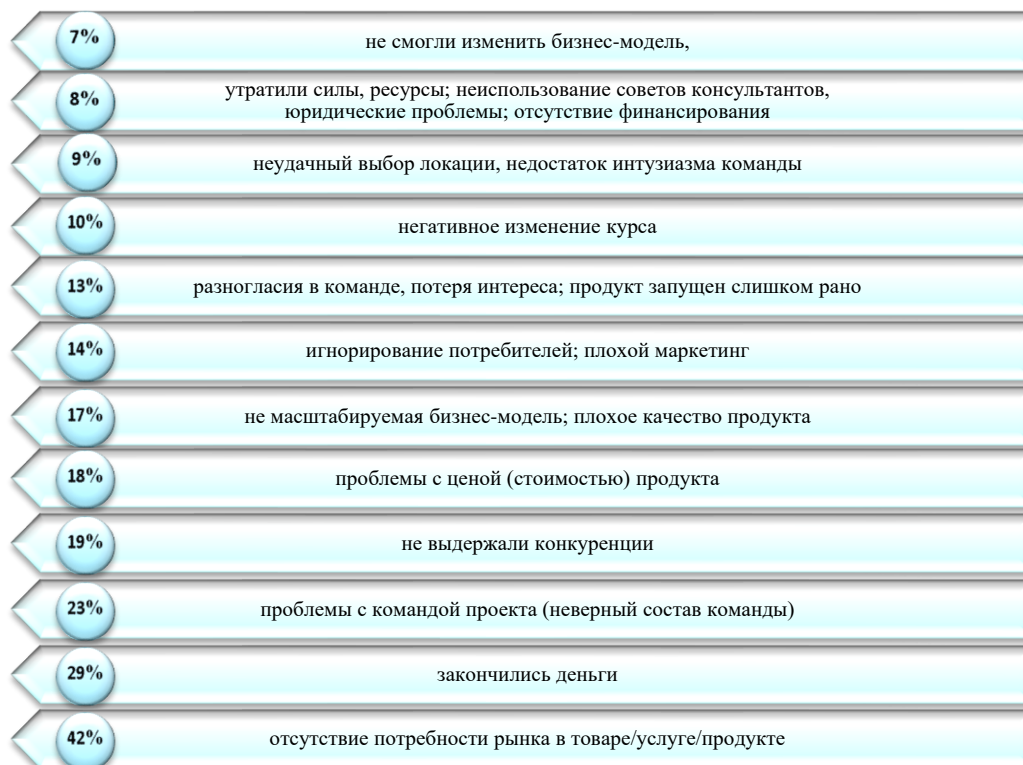 7%
не смогли изменить бизнес-модель,
8%
утратили силы, ресурсы; неиспользование советов консультантов,
юридические проблемы; отсутствие финансирования
9%
неудачный выбор локации, недостаток интузиазма команды
10%
негативное изменение курса
13%
разногласия в команде, потеря интереса; продукт запущен слишком рано
14%
игнорирование потребителей; плохой маркетинг
17%
не масштабируемая бизнес-модель; плохое качество продукта
18%
проблемы с ценой (стоимостью) продукта
19%
не выдержали конкуренции
23%
проблемы с командой проекта (неверный состав команды)
29%
закончились деньги
42%
отсутствие потребности рынка в товаре/услуге/продукте